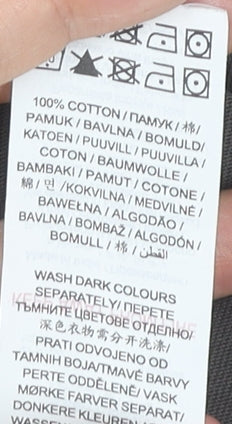 100% COTTON / ПАМУК / 棉/
PAMUK / BAVLNA / BOMULD/
KATOEN / PUUVILL / PUUVILLA /
COTON / BAUMWOLLE /
BAMBAKI / PAMUT / COTONE /
綿/ 면 /KOKVILNA / MEDVILNĖ /
BAWEŁNA / ALGODÃO /
BAVLNA / BOMBAŽ / ALGODÓN /
BOMULL / 棉 / القطن /
WASH DARK COLOURS
SEPARATELY/ ПЕРЕТЕ
ТЪМНИТЕ ЦВЕТОВЕ ОТДЕЛНО/
深色衣物需分开洗涤/
PRATI ODVOJENO OD
TAMNIH BOJA/TMAVÉ BARVY
PERTE ODDĚLENĚ/ VASK
MØRKE FARVER SEPARAT/
DONKERE KLEUREN